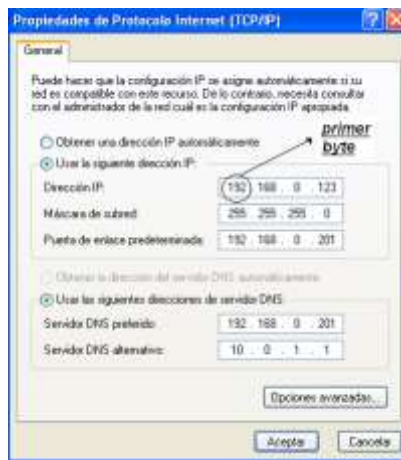 Propiedades de Protocolo Internet (TCP/IP)
General
Puede hacer que la configuración IP se asigne automáticamente si su
red es compatible con este recurso. De lo contrario, necesita consultar
con el administrador de la red cuál es la configuración IP apropiada.
Obtener una dirección IP automáticamente
primer
byte
Usar la siguiente dirección IP:
Dirección IP: 192 . 168 . 0 . 123
Máscara de subred: 255 . 255 . 255 . 0
Puerta de enlace predeterminada: 192 . 168 . 0 . 201
Obtener la dirección del servidor DNS automáticamente
Usar las siguientes direcciones de servidor DNS:
Servidor DNS preferido: 192 . 168 . 0 . 201
Servidor DNS alternativo: 10 . 0 . 1 . 1
Opciones avanzadas...
Aceptar
Cancelar